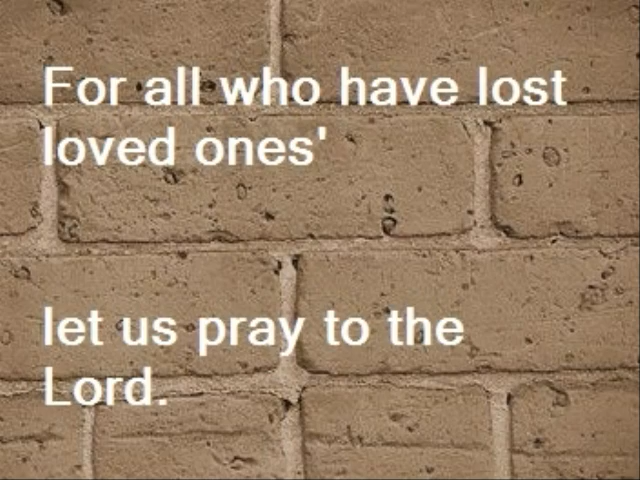 For all who have lost
loved ones'
let us pray to the
Lord.